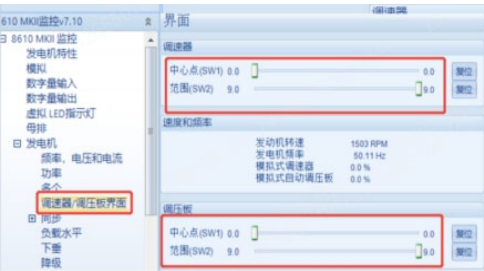 调速器
610 MKII监控v7.10
界面
8610 MKII 监控
发电机特性
模拟
数字量输入
数字量输出
虚拟 LED指示灯
母排
发电机
频率, 电压和电流
功率
多个
调速器/调压板界面
同步
负载水平
下垂
降级
调速器
中心点(SW1) 0.0 0.0 复位
范围(SW2) 9.0 9.0 复位
速度和频率
发动机转速 1503 RPM
发电机频率 50.11 Hz
模拟式调速器 0.0 %
模拟式自动调压板 0.0 %
调压板
中心点(SW1) 0.0 0.0 复位
范围(SW2) 9.0 9.0 复位